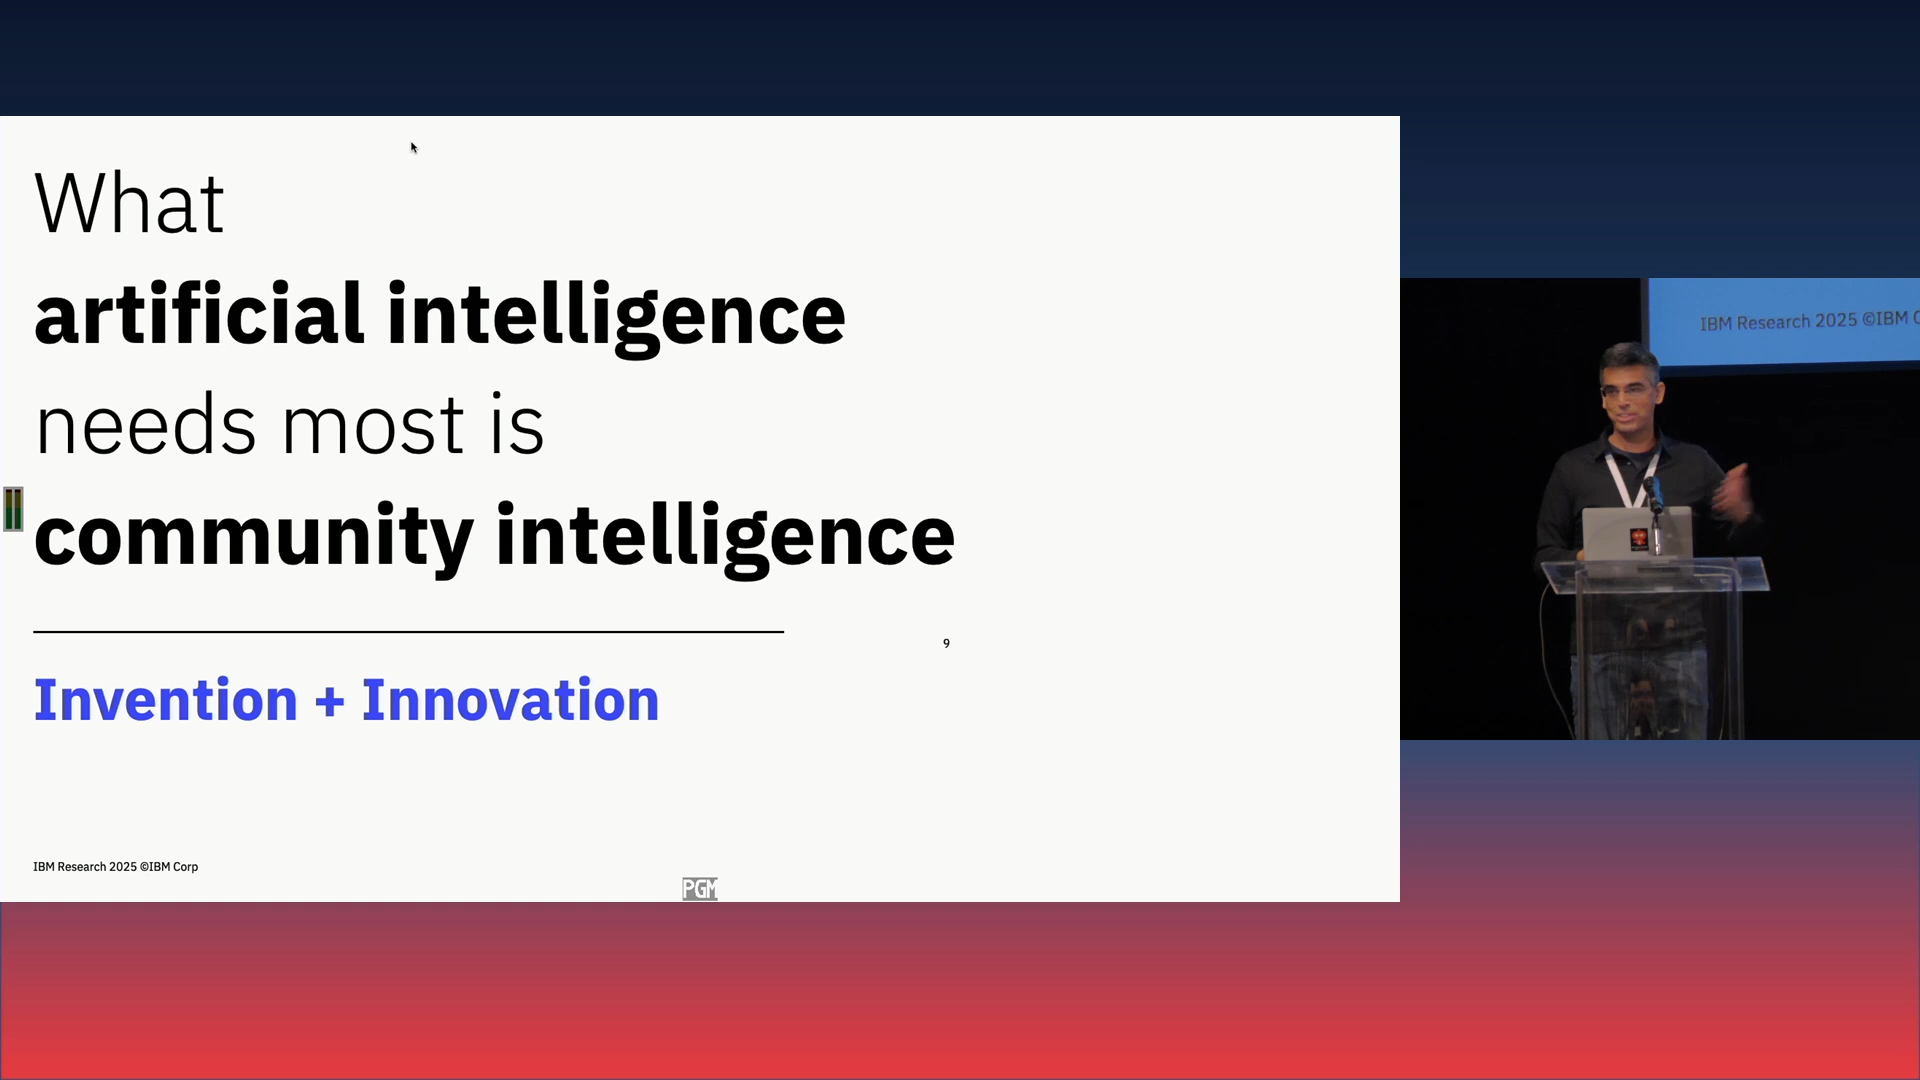 What
artificial intelligence
needs most is
community intelligence
9
Invention + Innovation
IBM Research 2025 ©IBM Corp
PGM
IBM Research 2025 ©IBM C